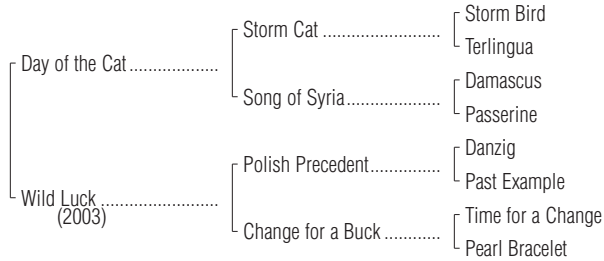 Storm Bird
Storm Cat ........................
Terlingua
Day of the Cat..................
Damascus
Song of Syria...................
Passerine
Danzig
Polish Precedent..............
Past Example
Wild Luck ........................
(2003)
Time for a Change
Change for a Buck ...........
Pearl Bracelet